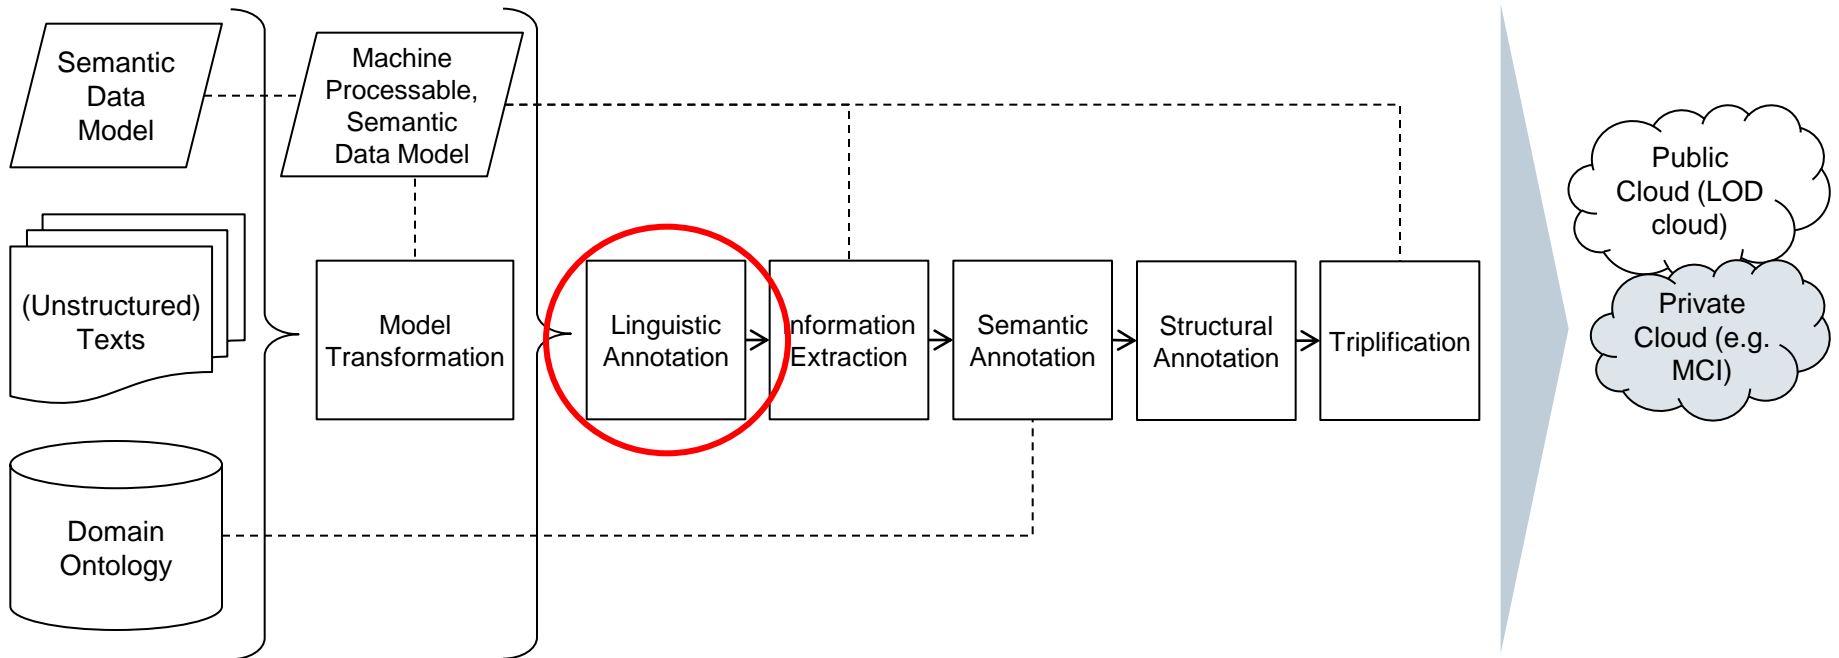 Semantic
Data
Model
Machine
Processable,
Semantic
Data Model
(Unstructured)
Texts
Model
Transformation
Linguistic
Annotation
Information
Extraction
Semantic
Annotation
Structural
Annotation
Triplification
Domain
Ontology
Public
Cloud (LOD
cloud)
Private
Cloud (e.g.
MCI)